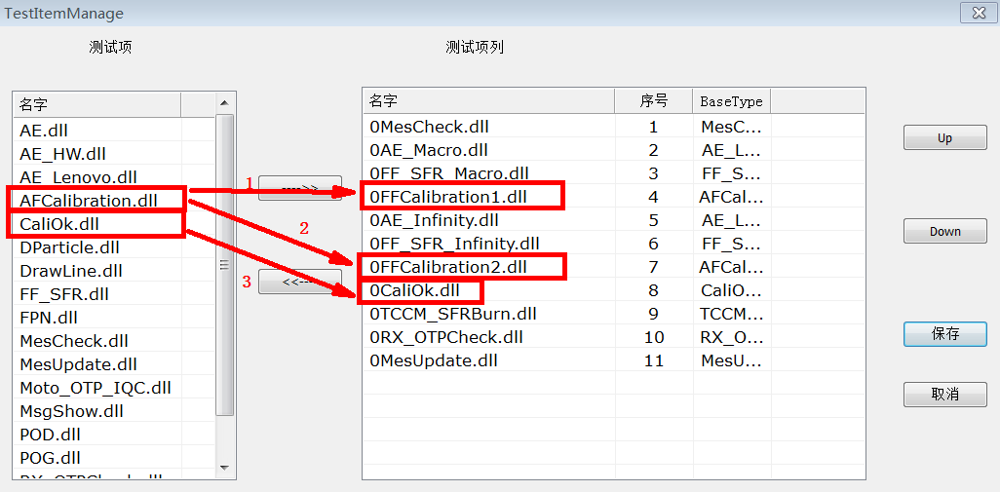 TestItemManage
测试项
测试项列
名字
AE.dll
AE_HW.dll
AE_Lenovo.dll
AFCalibration.dll
CaliOk.dll
DParticle.dll
DrawLine.dll
FF_SFR.dll
FPN.dll
MesCheck.dll
MesUpdate.dll
Moto_OTP_IQC.dll
MsgShow.dll
POD.dll
POG.dll
1
---->>
2
3
<<---
名字 序号 BaseType
0MesCheck.dll 1 MesC...
0AE_Macro.dll 2 AE_L...
0FF_SFR_Macro.dll 3 FF_S...
0FFCalibration1.dll 4 AFCal...
0AE_Infinity.dll 5 AE_L...
0FF_SFR_Infinity.dll 6 FF_S...
0FFCalibration2.dll 7 AFCal...
0CaliOk.dll 8 CaliO...
0TCCM_SFRBurn.dll 9 TCCM...
0RX_OTPCheck.dll 10 RX_O...
0MesUpdate.dll 11 MesU...
Up
Down
保存
取消